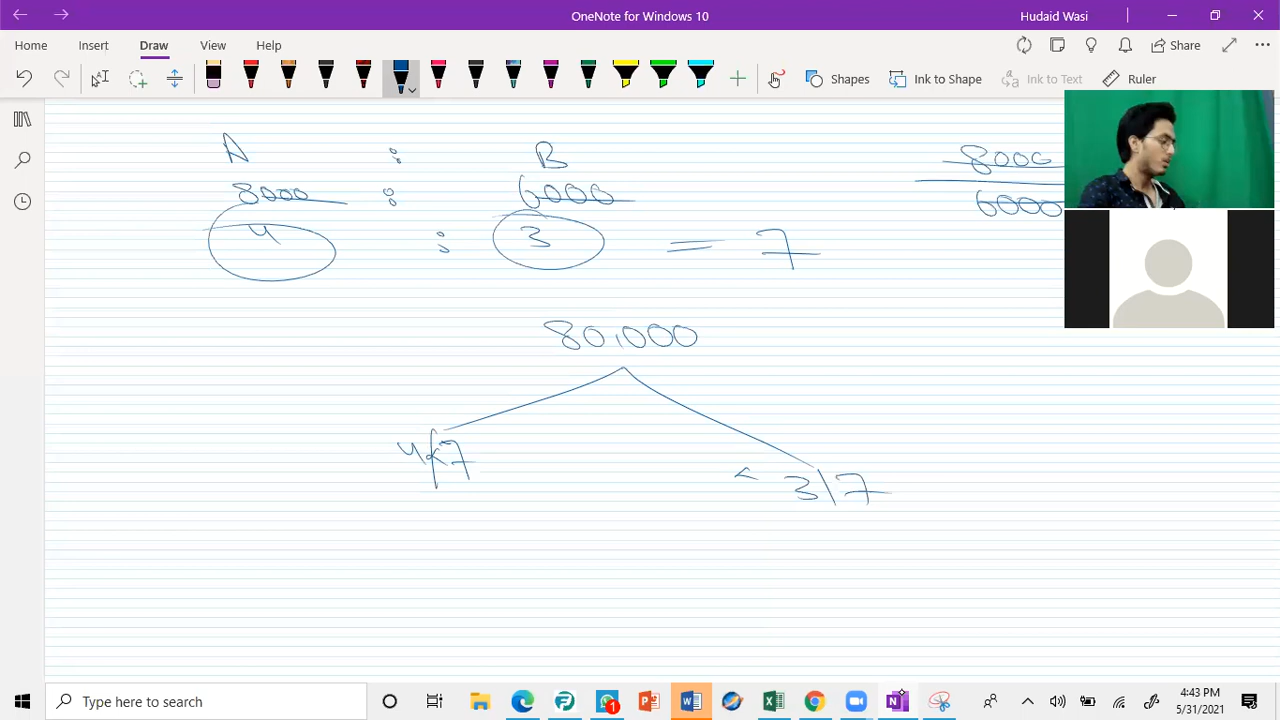 OneNote for Windows 10
Hudaid Wasi
Home Insert Draw View Help
Share
Shapes
Ink to Shape
Ink to Text
Ruler
A : B
8000 : 6000
8000
6000
4 : 3 = 7
80,000
4/7
3\7
Type here to search
1
4:43 PM
5/31/2021